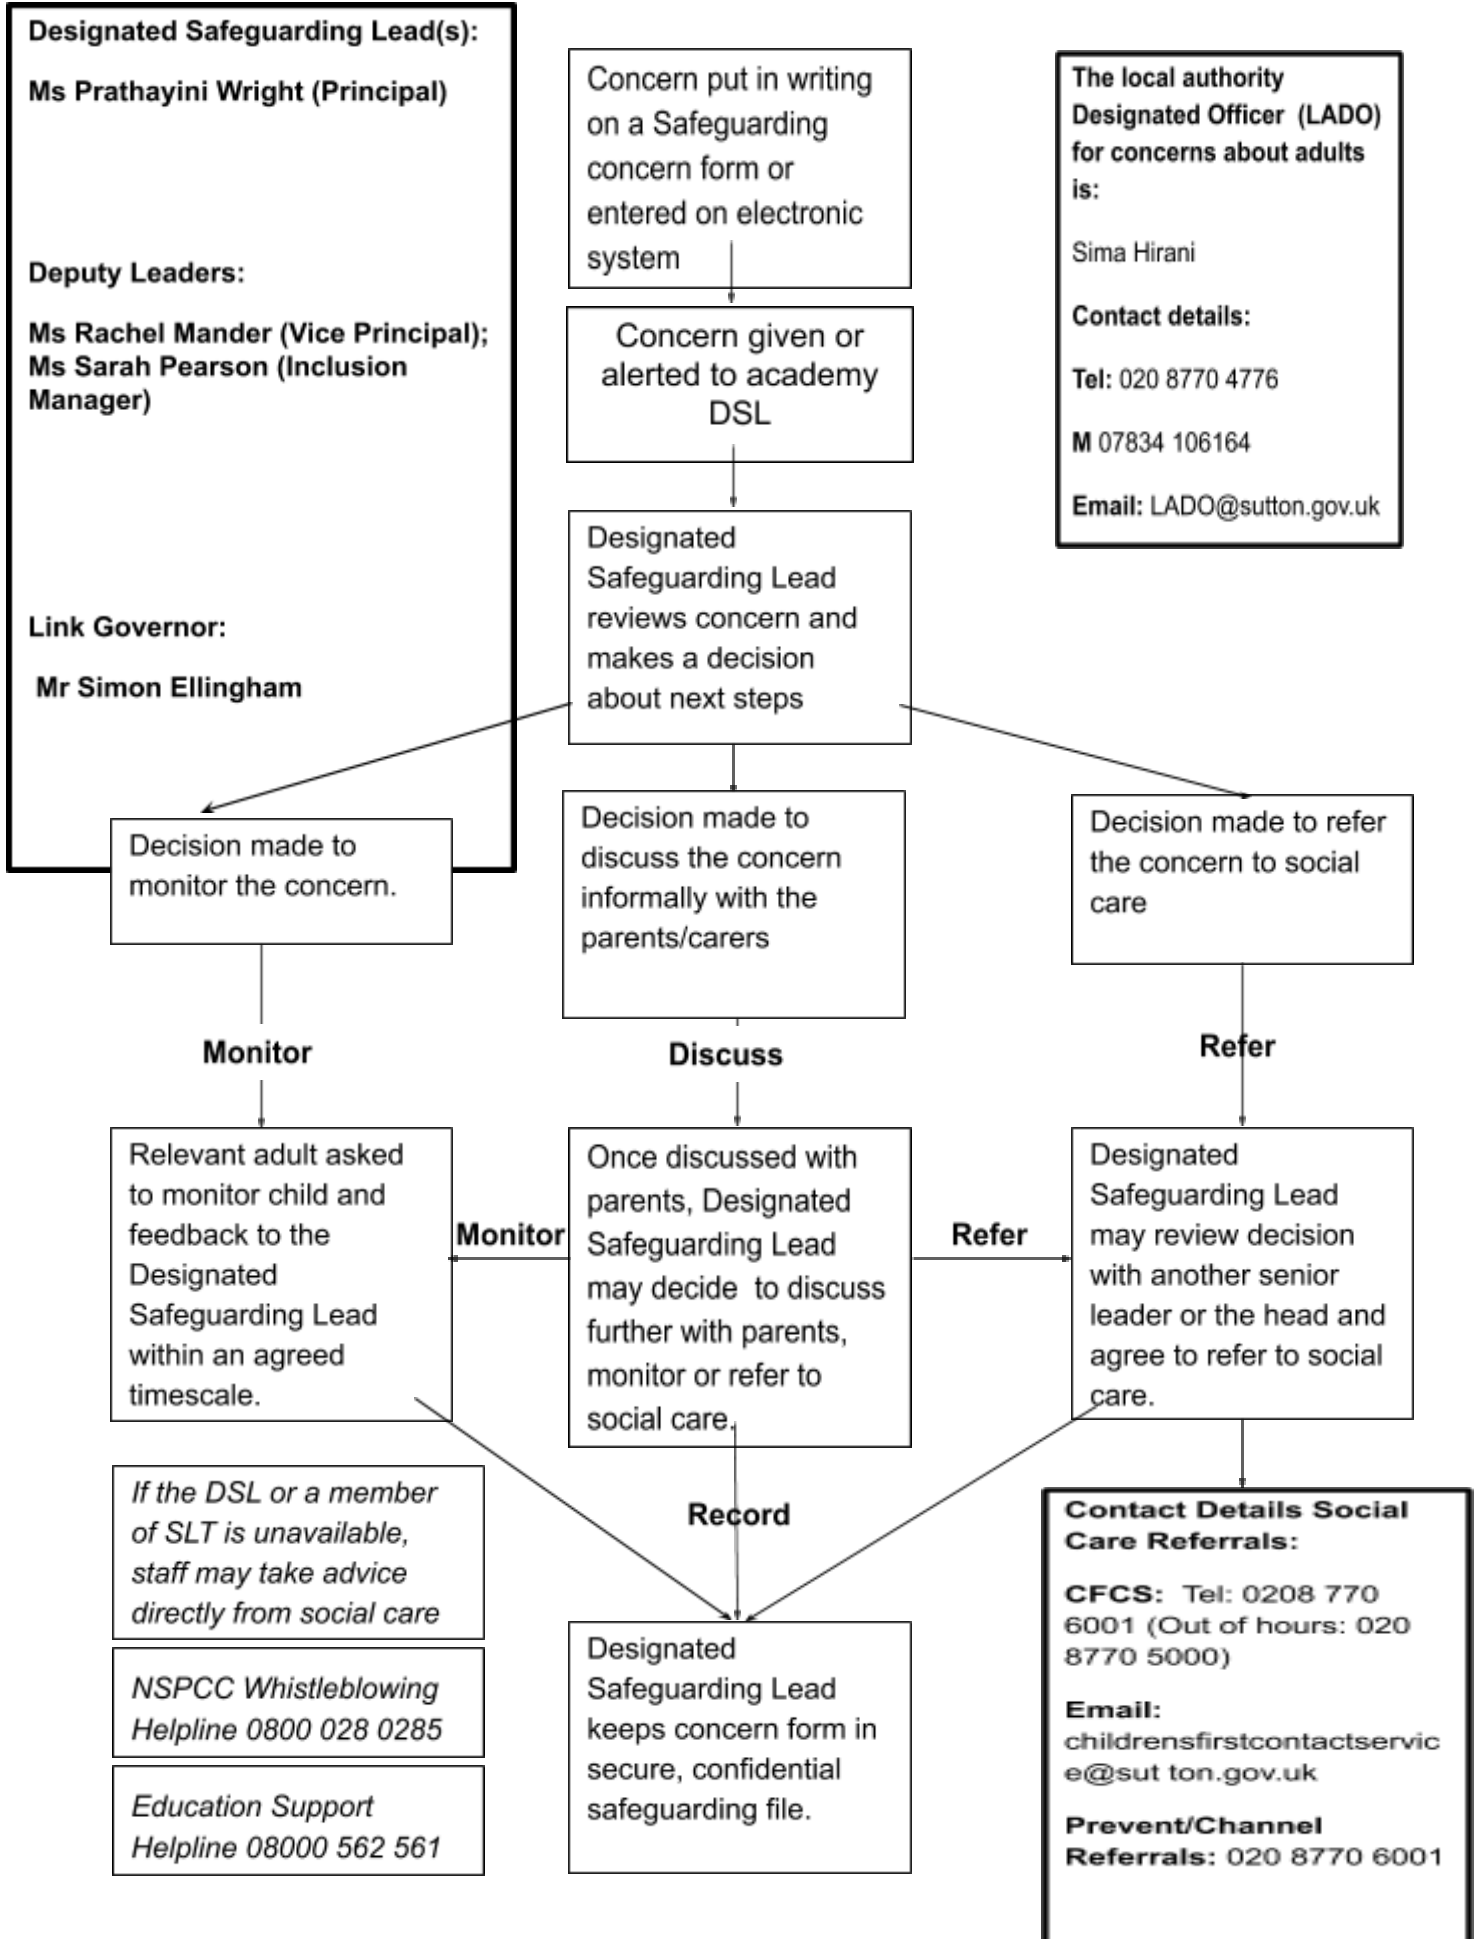 Designated Safeguarding Lead(s):
Ms Prathayini Wright (Principal)
Deputy Leaders:
Ms Rachel Mander (Vice Principal);
Ms Sarah Pearson (Inclusion
Manager)
Link Governor:
Mr Simon Ellingham
Concern put in writing
on a Safeguarding
concern form or
entered on electronic
system
The local authority
Designated Officer (LADO)
for concerns about adults
is:
Sima Hirani
Contact details:
Tel: 020 8770 4776
M 07834 106164
Email: LADO@sutton.gov.uk
Concern given or
alerted to academy
DSL
Designated
Safeguarding Lead
reviews concern and
makes a decision
about next steps
Decision made to
monitor the concern.
Decision made to
discuss the concern
informally with the
parents/carers
Decision made to refer
the concern to social
care
Monitor
Discuss
Refer
Relevant adult asked
to monitor child and
feedback to the
Designated
Safeguarding Lead
within an agreed
timescale.
Monitor
Once discussed with
parents, Designated
Safeguarding Lead
may decide to discuss
further with parents,
monitor or refer to
social care.
Refer
Designated
Safeguarding Lead
may review decision
with another senior
leader or the head and
agree to refer to social
care.
If the DSL or a member
of SLT is unavailable,
staff may take advice
directly from social care
NSPCC Whistleblowing
Helpline 0800 028 0285
Education Support
Helpline 08000 562 561
Record
Designated
Safeguarding Lead
keeps concern form in
secure, confidential
safeguarding file.
Contact Details Social
Care Referrals:
CFCS: Tel: 0208 770
6001 (Out of hours: 020
8770 5000)
Email:
childrensfirstcontactservic
e@sut ton.gov.uk
Prevent/Channel
Referrals: 020 8770 6001